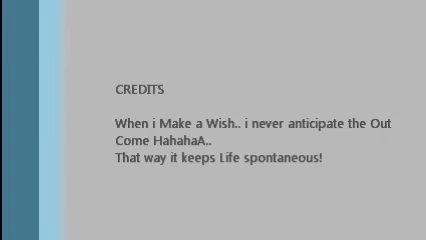 CREDITS
When i Make a Wish.. i never anticipate the Out
Come HahahaA..
That way it keeps Life spontaneous!